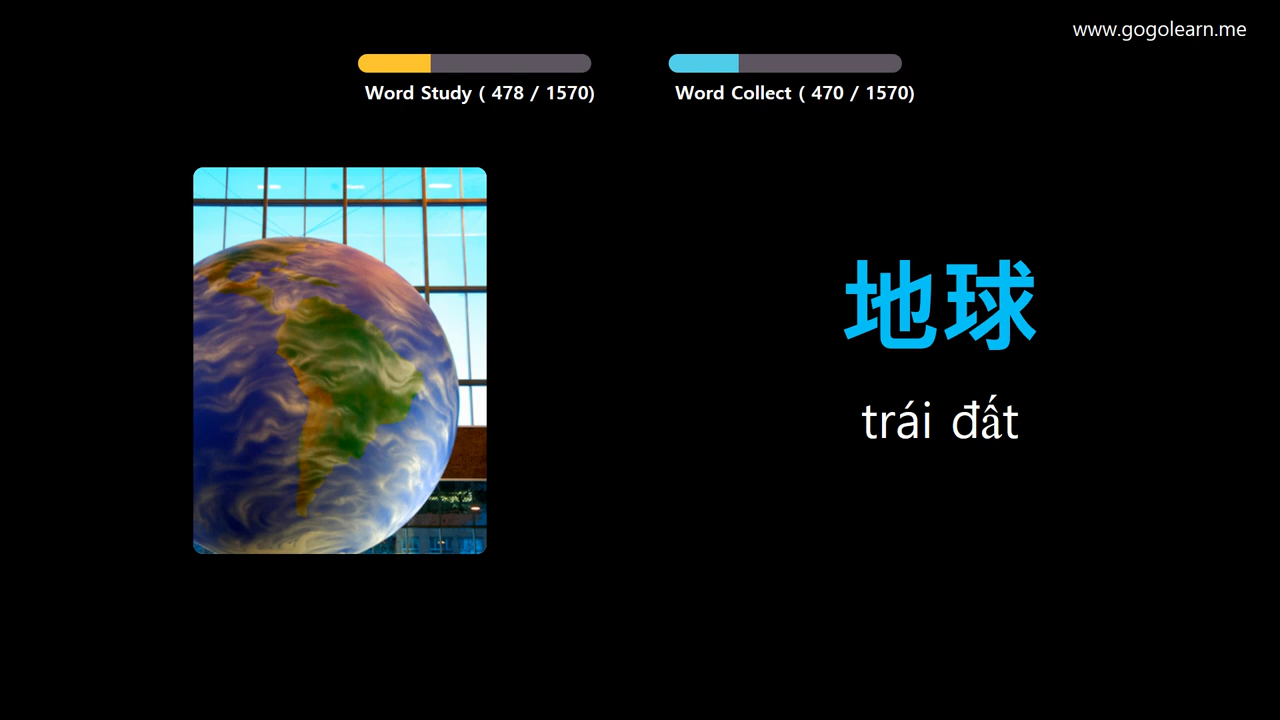 www.gogolearn.me
Word Study ( 478 / 1570)
Word Collect ( 470 / 1570)
地球
trái đất